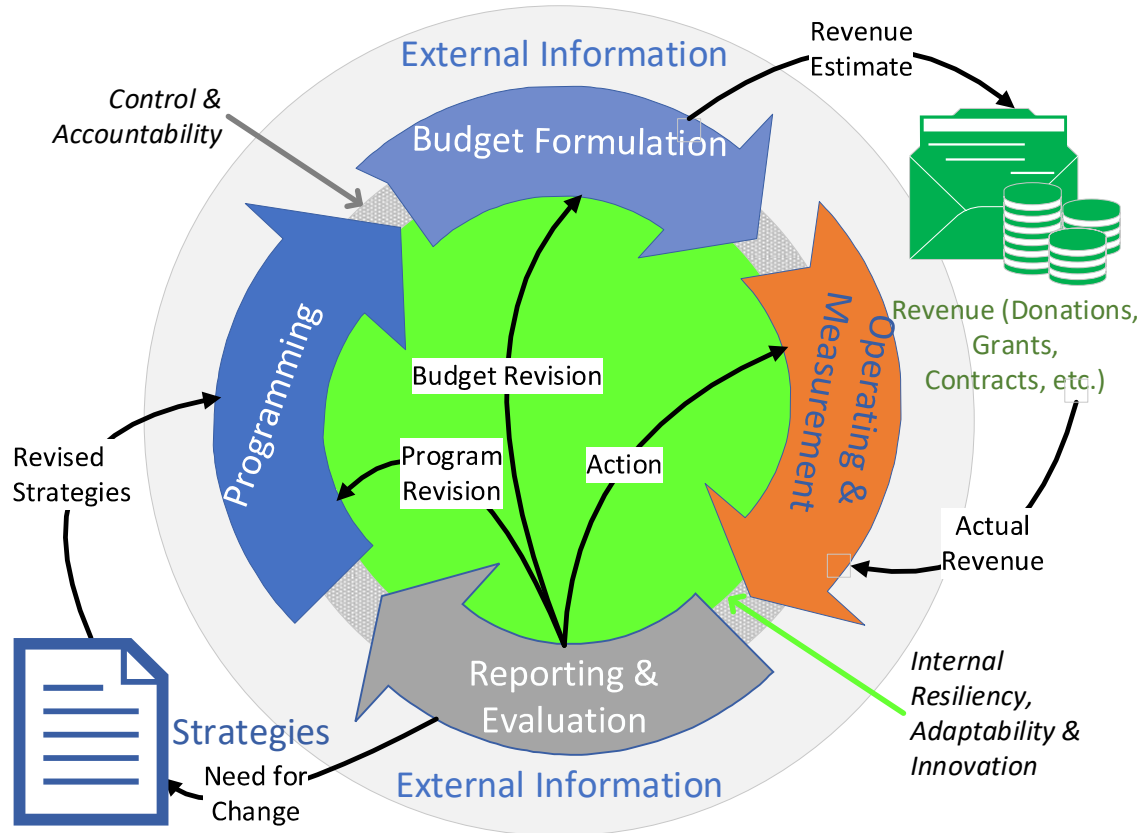 External Information
Revenue
Estimate
Control &
Accountability
Budget Formulation
Programming
Operating &
Measurement
Revenue (Donations,
Grants,
Contracts, etc.)
Budget Revision
Program
Revision
Action
Revised
Strategies
Actual
Revenue
Reporting &
Evaluation
Internal
Resiliency,
Adaptability &
Innovation
Strategies
Need for
Change
External Information